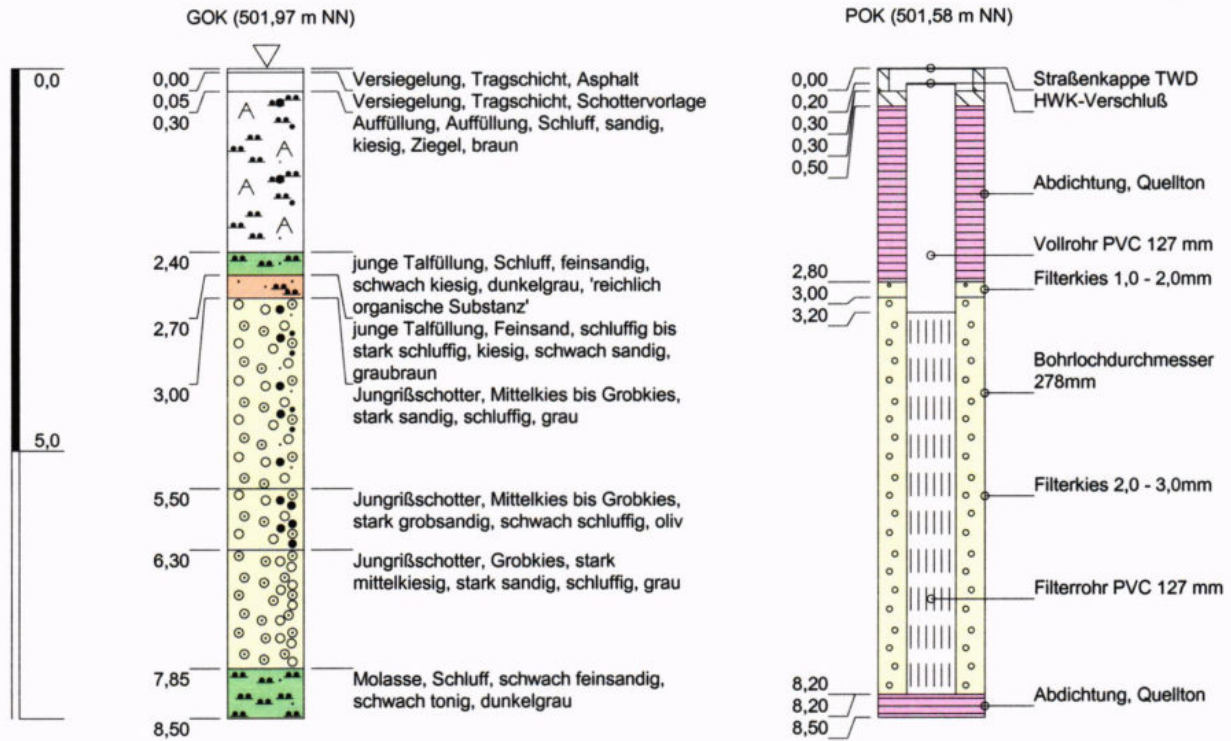 GOK (501,97 m NN)
0,0
5,0
0,00
0,05
0,30
2,40
2,70
3,00
5,50
6,30
7,85
8,50
Versiegelung, Tragschicht, Asphalt
Versiegelung, Tragschicht, Schottervorlage
Auffüllung, Auffüllung, Schluff, sandig,
kiesig, Ziegel, braun
junge Talfüllung, Schluff, feinsandig,
schwach kiesig, dunkelgrau, 'reichlich
organische Substanz'
junge Talfüllung, Feinsand, schluffig bis
stark schluffig, kiesig, schwach sandig,
graubraun
Jungrißschotter, Mittelkies bis Grobkies,
stark sandig, schluffig, grau
Jungrißschotter, Mittelkies bis Grobkies,
stark grobsandig, schwach schluffig, oliv
Jungrißschotter, Grobkies, stark
mittelkiesig, stark sandig, schluffig, grau
Molasse, Schluff, schwach feinsandig,
schwach tonig, dunkelgrau
POK (501,58 m NN)
0,00
0,20
0,30
0,30
0,50
2,80
3,00
3,20
8,20
8,20
8,50
Straßenkappe TWD
HWK-Verschluß
Abdichtung, Quellton
Vollrohr PVC 127 mm
Filterkies 1,0 - 2,0mm
Bohrlochdurchmesser
278mm
Filterkies 2,0 - 3,0mm
Filterrohr PVC 127 mm
Abdichtung, Quellton